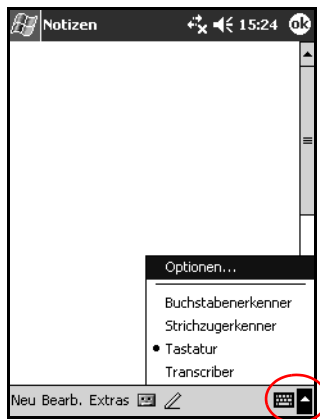 Notizen 15:24 ok
Optionen...
Buchstabenerkenner
Strichzugerkenner
Tastatur
Transcriber
Neu Bearb. Extras